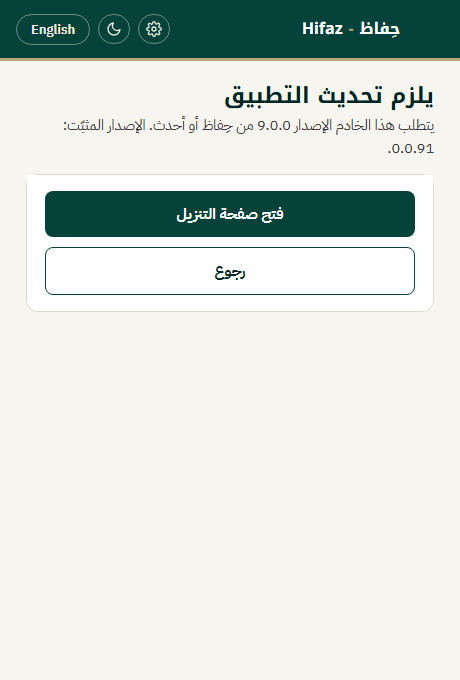 حِفاظ - Hifaz
English
يلزم تحديث التطبيق
يتطلب هذا الخادم الإصدار 9.0.0 من حِفاظ أو أحدث. الإصدار المثبّت:
0.0.91.
فتح صفحة التنزيل
رجوع